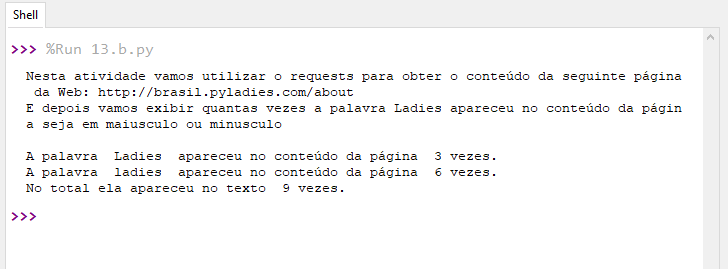 Shell
>>> %Run 13.b.py
Nesta atividade vamos utilizar o requests para obter o conteúdo da seguinte página
da Web: http://brasil.pyladies.com/about
E depois vamos exibir quantas vezes a palavra Ladies apareceu no conteúdo da págin
a seja em maiusculo ou minusculo
A palavra  Ladies  apareceu no conteúdo da página  3 vezes.
A palavra  ladies  apareceu no conteúdo da página  6 vezes.
No total ela apareceu no texto  9 vezes.
>>>